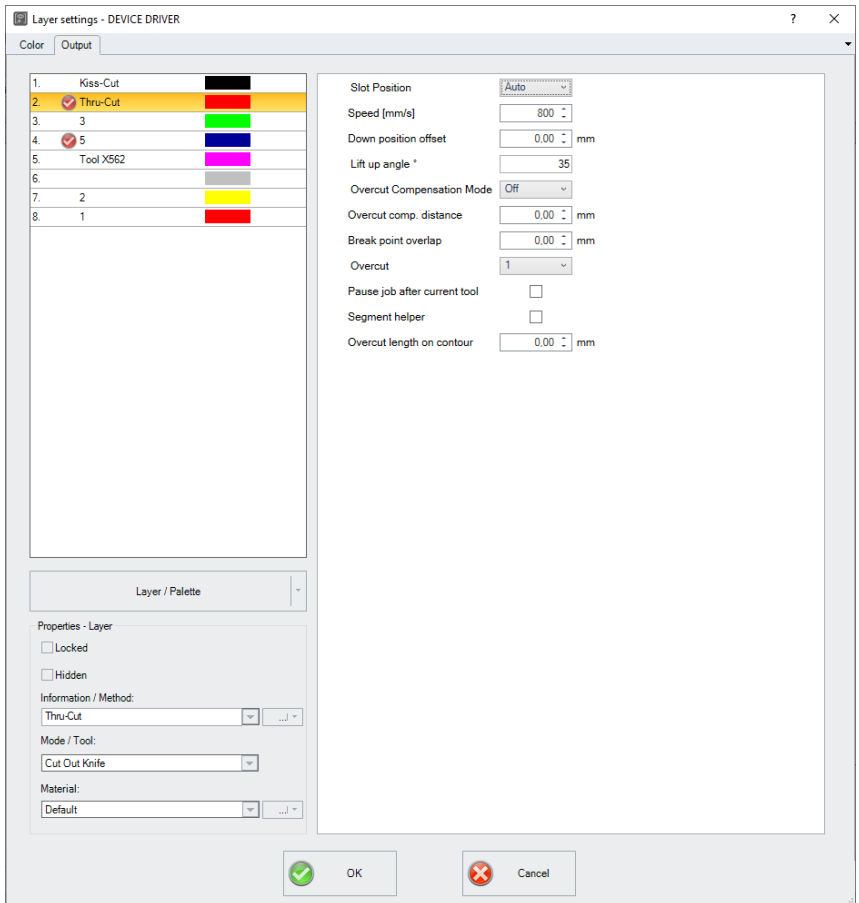 Layer settings - DEVICE DRIVER
?
Color Output
1. Kiss-Cut
2. Thru-Cut
3. 3
4. 5
5. Tool X562
6.
7. 2
8. 1
Layer / Palette
Properties - Layer
Locked
Hidden
Information / Method:
Thru-Cut ...|
Mode / Tool:
Cut Out Knife
Material:
Default ...|
Slot Position Auto
Speed [mm/s] 800
Down position offset 0,00 mm
Lift up angle ° 35
Overcut Compensation Mode Off
Overcut comp. distance 0,00 mm
Break point overlap 0,00 mm
Overcut 1
Pause job after current tool
Segment helper
Overcut length on contour 0,00 mm
OK Cancel